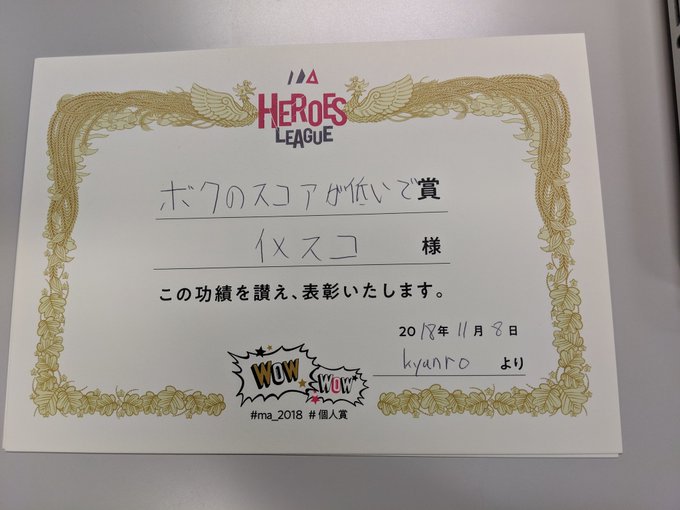 HEROES
LEAGUE
ボクのスコアが低いで賞
イメスコ 様
この功績を讃え、表彰いたします。
2018年11月8日
kyanro より
WOW WOW
#ma_2018 #個人賞